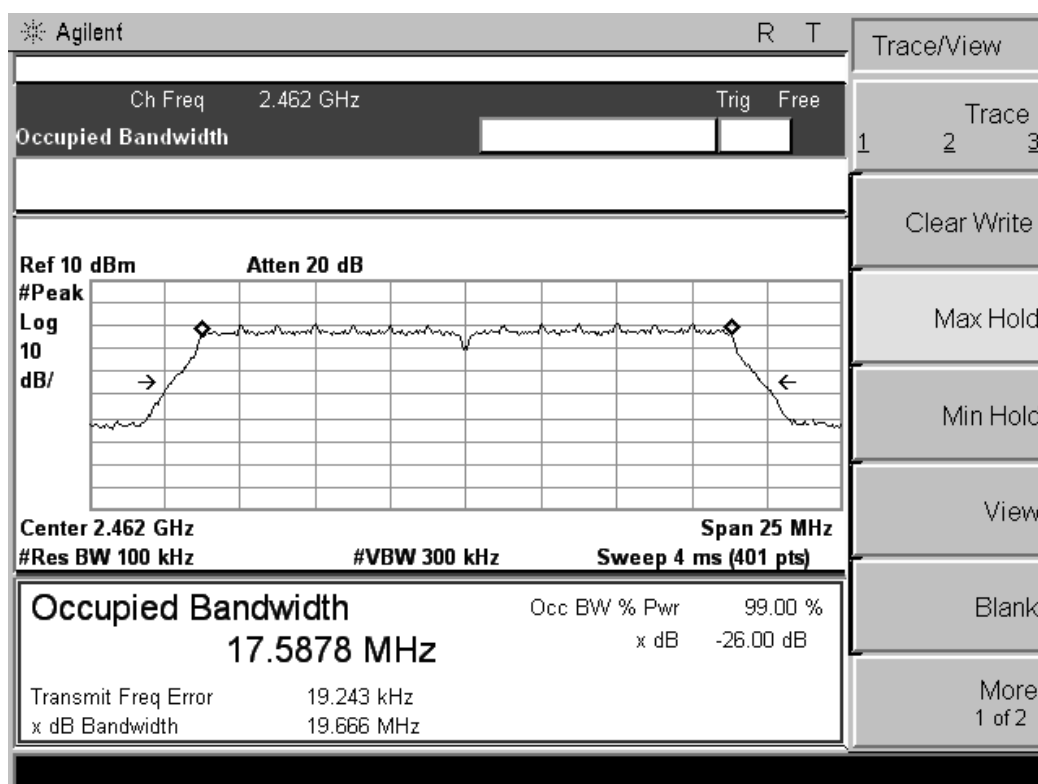 Agilent R T
Trace/View
Ch Freq 2.462 GHz Trig Free
Occupied Bandwidth
Trace
1 2 3
Clear Write
Ref 10 dBm Atten 20 dB
#Peak
Log
10
dB/
Max Hold
Min Hold
View
Center 2.462 GHz Span 25 MHz
#Res BW 100 kHz #VBW 300 kHz Sweep 4 ms (401 pts)
Occupied Bandwidth
17.5878 MHz
Occ BW % Pwr 99.00 %
x dB -26.00 dB
Transmit Freq Error 19.243 kHz
x dB Bandwidth 19.666 MHz
Blank
More
1 of 2